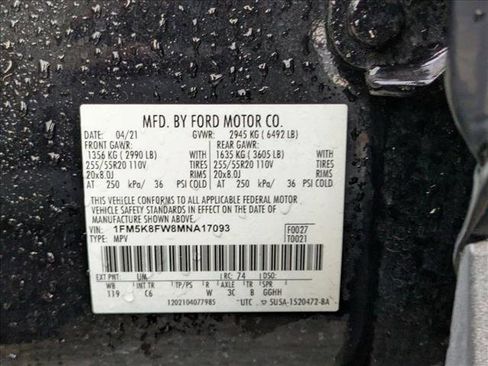 MFD. BY FORD MOTOR CO.
DATE: 04/21 GVWR: 2945 KG ( 6492 LB)
FRONT GAWR: REAR GAWR:
1356 KG ( 2990 LB) 1635 KG ( 3605 LB)
255/55R20 110V TIRES 255/55R20 110V
20x8.0J RIMS 20x8.0J RIMS
AT 250 kPa/ 36 PSI COLD AT 250 kPa/ 36 PSI COLD
THIS VEHICLE CONFORMS TO ALL APPLICABLE FEDERAL MOTOR
VEHICLE SAFETY STANDARDS IN EFFECT ON THE DATE OF
MANUFACTURE SHOWN ABOVE.
VIN: 1FM5K8FW8MNA17093 F0027
TYPE: MPV T0021
EXT PNT: UM RC: 74 DSO:
WB INT TR TP/PS R AXLE TR SPR
119 C6 W 3C B GGHH
1202104077985 UTC 5U5A-1520472-BA